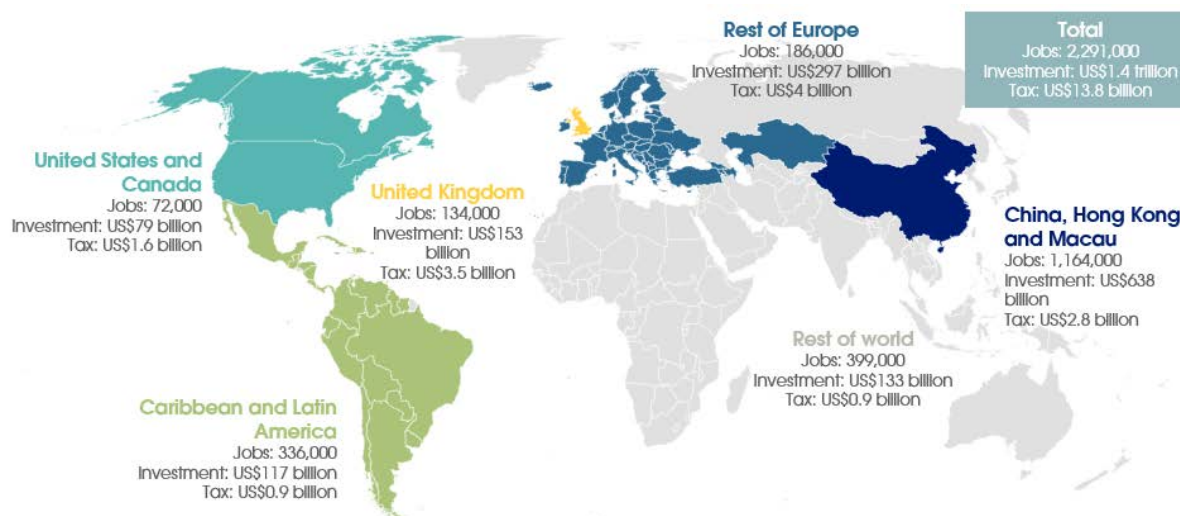 Rest of Europe
Jobs: 186,000
Investment: US$297 billion
Tax: US$4 billion
Total
Jobs: 2,291,000
Investment: US$1.4 trillion
Tax: US$13.8 billion
United States and
Canada
Jobs: 72,000
Investment: US$79 billion
Tax: US$1.6 billion
United Kingdom
Jobs: 134,000
Investment: US$153
billion
Tax: US$3.5 billion
China, Hong Kong
and Macau
Jobs: 1,164,000
Investment: US$638
billion
Tax: US$2.8 billion
Rest of world
Jobs: 399,000
Investment: US$133 billion
Tax: US$0.9 billion
Caribbean and Latin
America
Jobs: 336,000
Investment: US$117 billion
Tax: US$0.9 billion